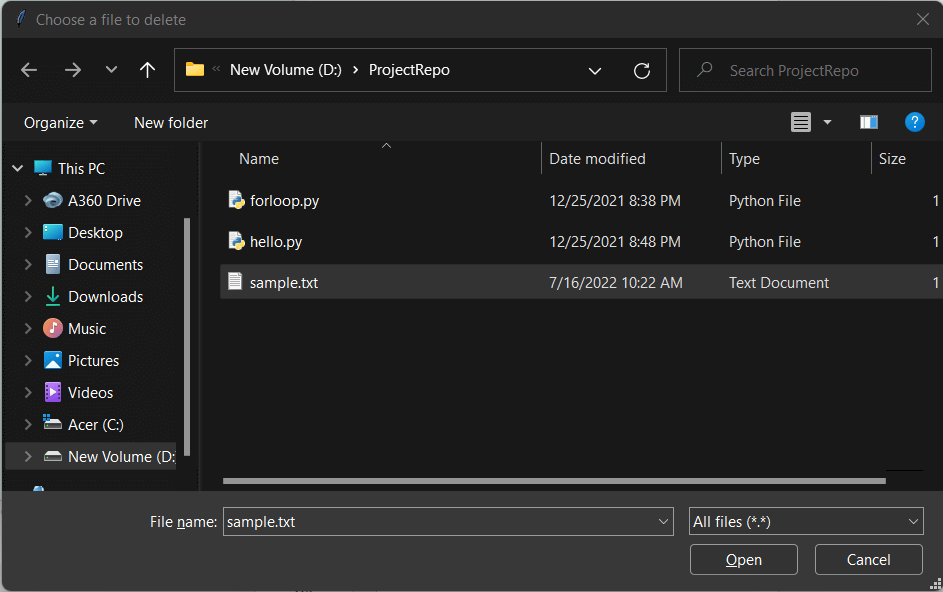 Choose a file to delete
« New Volume (D:) › ProjectRepo
Search ProjectRepo
Organize New folder ?
Name Date modified Type Size
This PC
A360 Drive
Desktop
Documents
Downloads
Music
Pictures
Videos
Acer (C:)
New Volume (D:
forloop.py 12/25/2021 8:38 PM Python File 1
hello.py 12/25/2021 8:48 PM Python File 1
sample.txt 7/16/2022 10:22 AM Text Document 1
File name: sample.txt All files (*.*)
Open Cancel